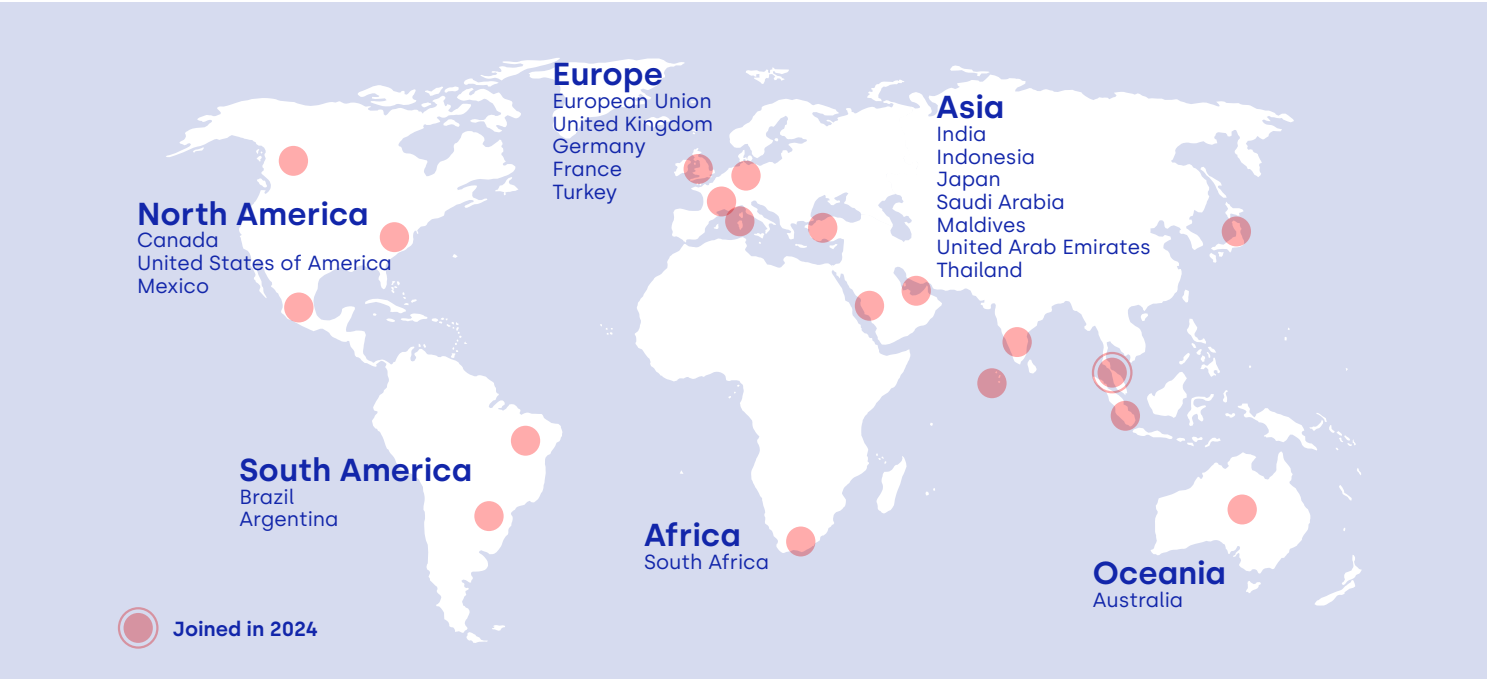 Europe
European Union
United Kingdom
Germany
France
Turkey
Asia
India
Indonesia
Japan
Saudi Arabia
Maldives
United Arab Emirates
Thailand
North America
Canada
United States of America
Mexico
South America
Brazil
Argentina
Africa
South Africa
Oceania
Australia
Joined in 2024